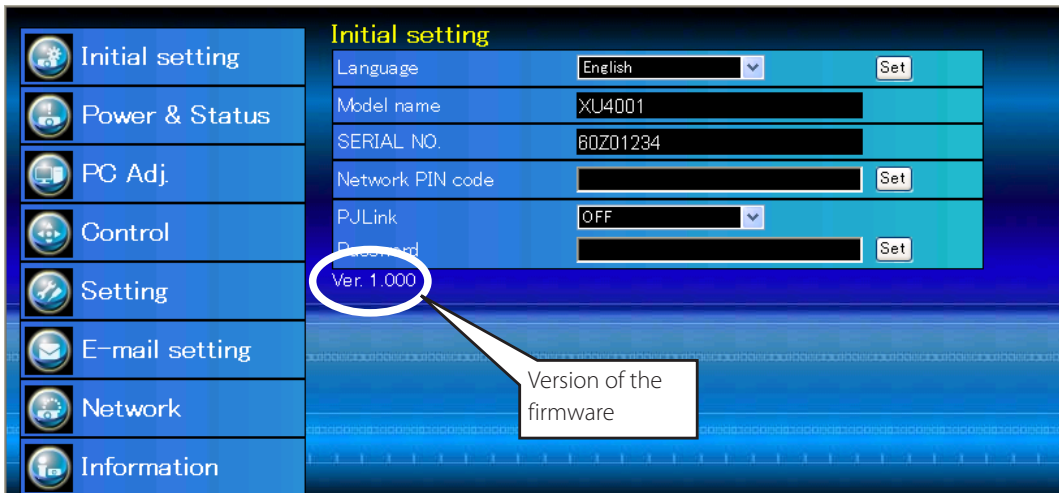 Initial setting
Power & Status
PC Adj.
Control
Setting
E-mail setting
Network
Information
Initial setting
Language English Set
Model name XU4001
SERIAL NO. 60Z01234
Network PIN code Set
PJLink OFF
Password Set
Ver. 1.000
Version of the
firmware